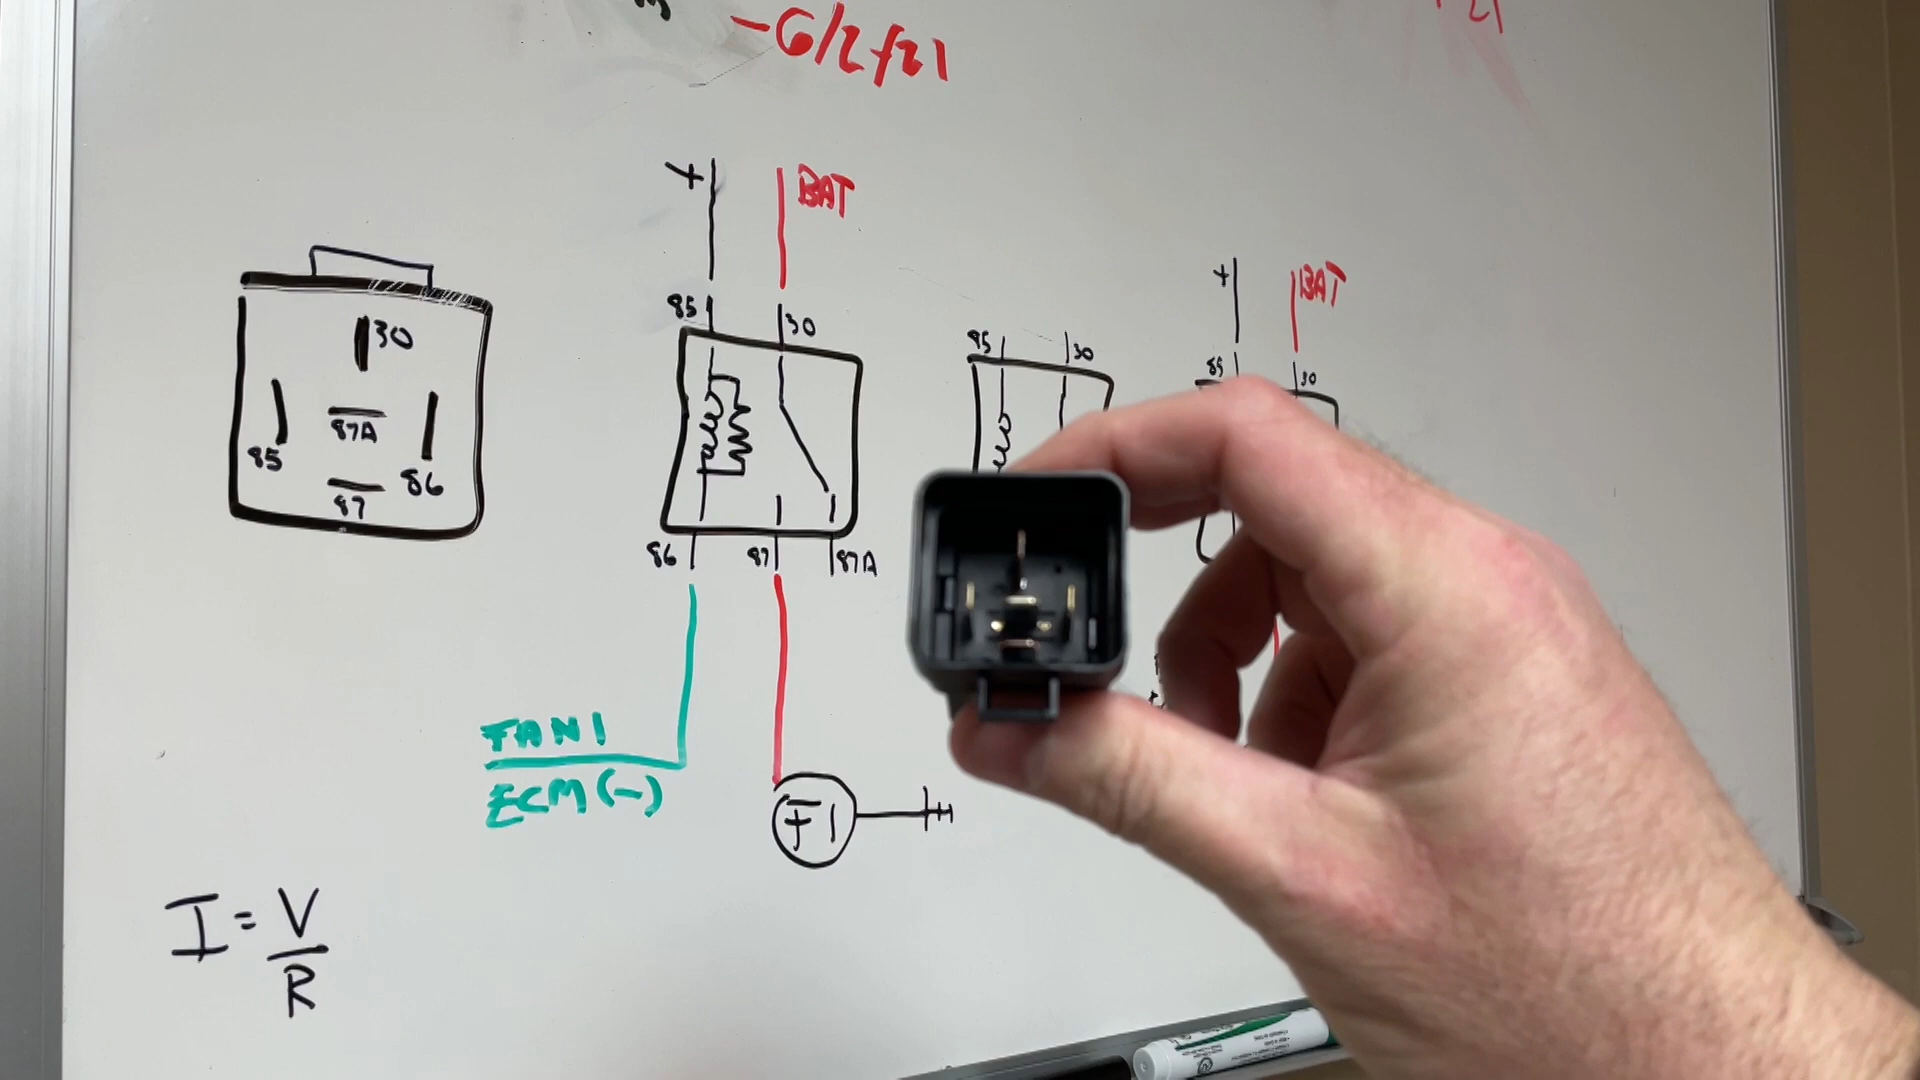 -6/2/21
21
+ BAT
85 30
86 87 87A
FAN 1
ECM (-)
F1
30
85 87A 86
87
85 30
+ BAT
85 30
I = V
R